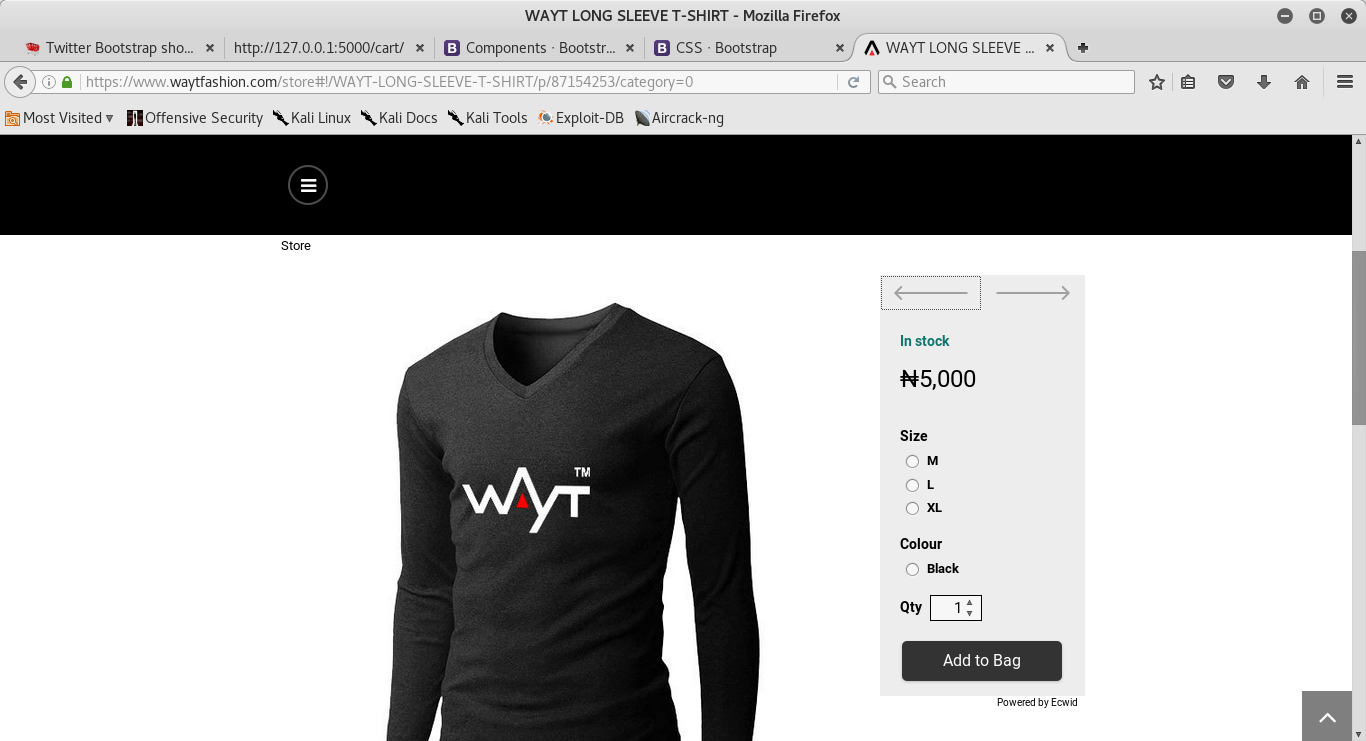 WAYT LONG SLEEVE T-SHIRT - Mozilla Firefox
Twitter Bootstrap sho... http://127.0.0.1:5000/cart/ Components · Bootstr... CSS · Bootstrap WAYT LONG SLEEVE ...
https://www.waytfashion.com/store#!/WAYT-LONG-SLEEVE-T-SHIRT/p/87154253/category=0 Search
Most Visited Offensive Security Kali Linux Kali Docs Kali Tools Exploit-DB Aircrack-ng
Store
In stock
₦5,000
WAYT TM
Size
M
L
XL
Colour
Black
Qty 1
Add to Bag
Powered by Ecwid